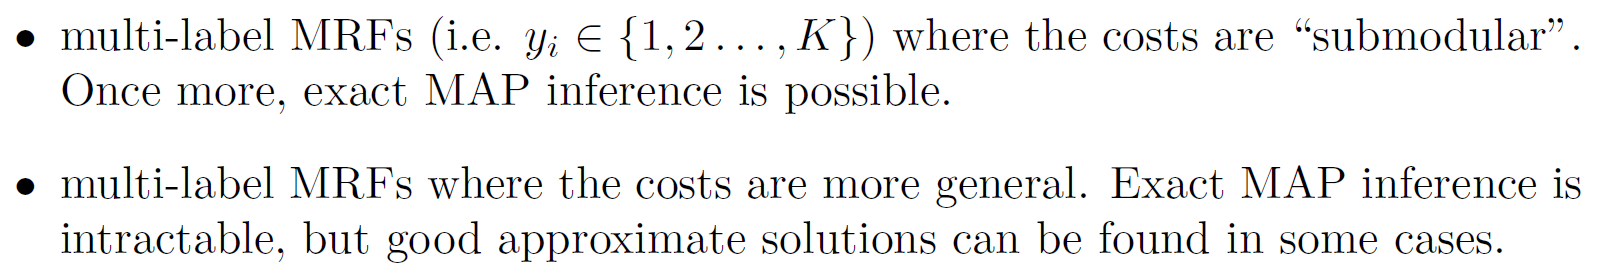 • multi-label MRFs (i.e. yᵢ ∈ {1, 2 . . . , K}) where the costs are “submodular”.
Once more, exact MAP inference is possible.
• multi-label MRFs where the costs are more general. Exact MAP inference is
intractable, but good approximate solutions can be found in some cases.